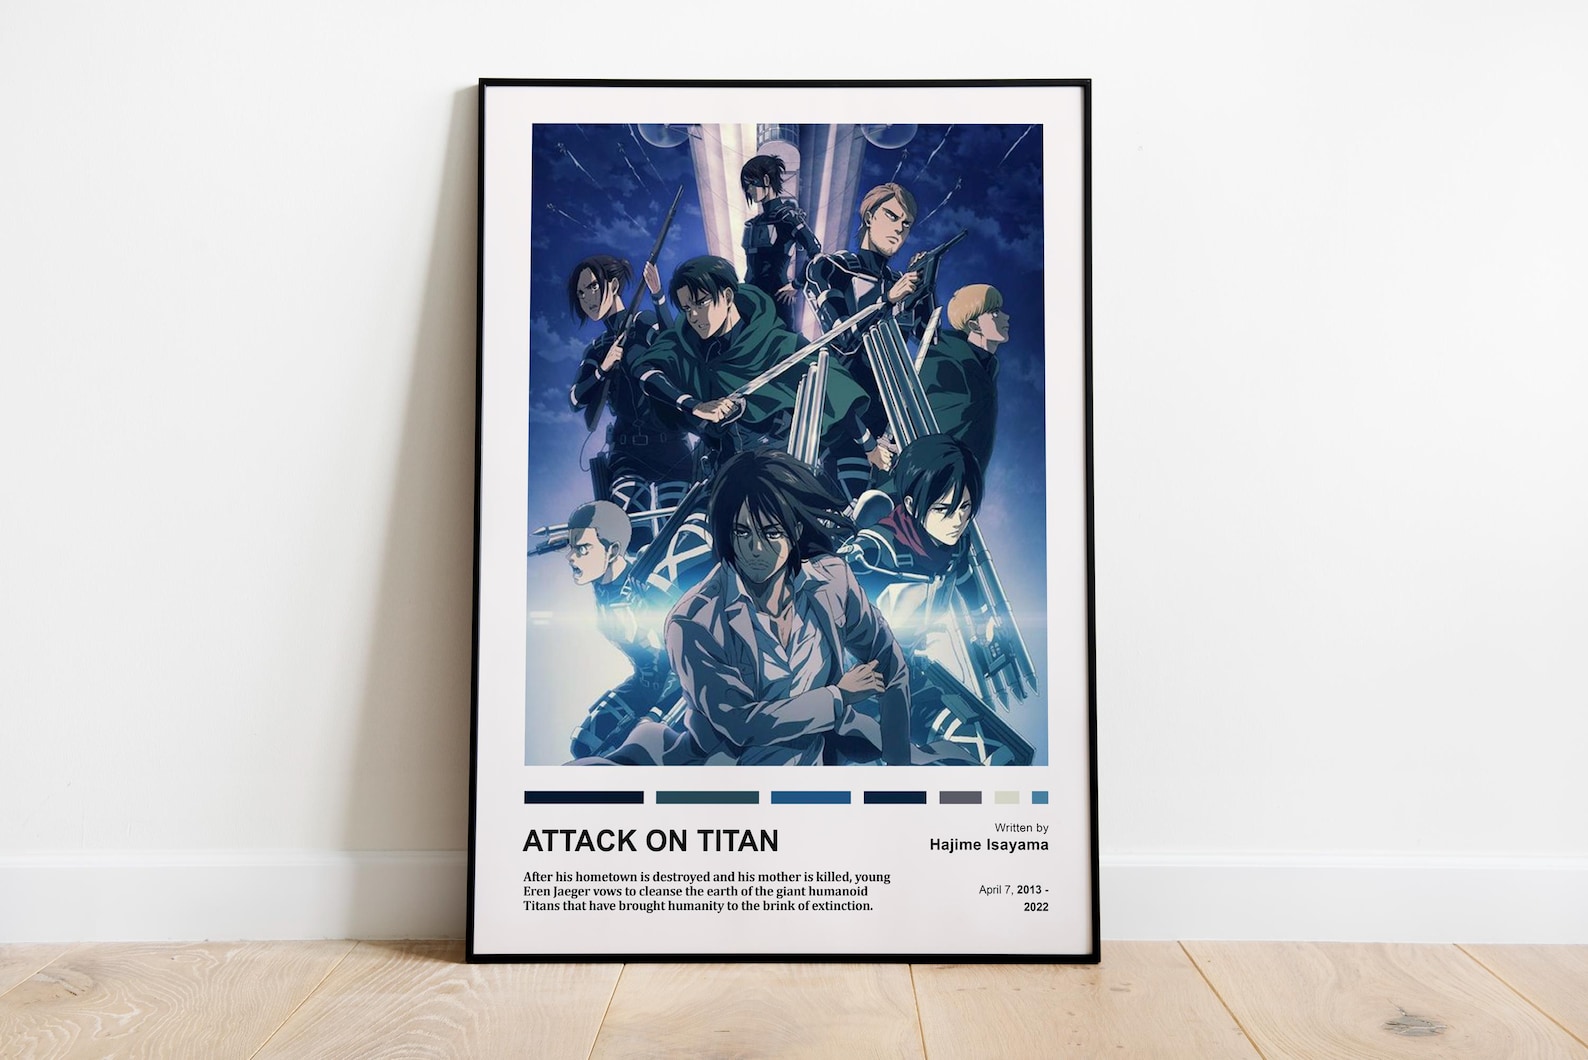 ATTACK ON TITAN
After his hometown is destroyed and his mother is killed, young
Eren Jaeger vows to cleanse the earth of the giant humanoid
Titans that have brought humanity to the brink of extinction.
Written by
Hajime Isayama
April 7, 2013 -
2022